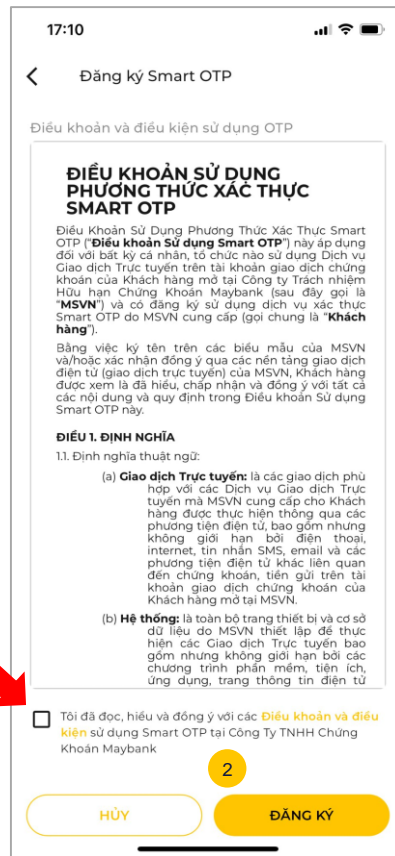 17:10
Đăng ký Smart OTP
Điều khoản và điều kiện sử dụng OTP
ĐIỀU KHOẢN SỬ DỤNG
PHƯƠNG THỨC XÁC THỰC
SMART OTP
Điều Khoản Sử Dụng Phương Thức Xác Thực Smart
OTP (“Điều khoản Sử dụng Smart OTP”) này áp dụng
đối với bất kỳ cá nhân, tổ chức nào sử dụng Dịch vụ
Giao dịch Trực tuyến trên tài khoản giao dịch chứng
khoán của Khách hàng mở tại Công ty Trách nhiệm
Hữu hạn Chứng Khoán Maybank (sau đây gọi là
“MSVN”) và có đăng ký sử dụng dịch vụ xác thực
Smart OTP do MSVN cung cấp (gọi chung là “Khách
hàng”).
Bằng việc ký tên trên các biểu mẫu của MSVN
và/hoặc xác nhận đồng ý qua các nền tảng giao dịch
điện tử (giao dịch trực tuyến) của MSVN, Khách hàng
được xem là đã hiểu, chấp nhận và đồng ý với tất cả
các nội dung và quy định trong Điều khoản Sử dụng
Smart OTP này.
ĐIỀU 1. ĐỊNH NGHĨA
1.1. Định nghĩa thuật ngữ:
(a) Giao dịch Trực tuyến: là các giao dịch phù
hợp với các Dịch vụ Giao dịch Trực
tuyến mà MSVN cung cấp cho Khách
hàng được thực hiện thông qua các
phương tiện điện tử, bao gồm nhưng
không giới hạn bởi điện thoại,
internet, tin nhắn SMS, email và các
phương tiện điện tử khác liên quan
đến chứng khoán, tiền gửi trên tài
khoản giao dịch chứng khoán của
Khách hàng mở tại MSVN.
(b) Hệ thống: là toàn bộ trang thiết bị và cơ sở
dữ liệu do MSVN thiết lập để thực
hiện các Giao dịch Trực tuyến bao
gồm nhưng không giới hạn bởi các
chương trình phần mềm, tiện ích,
ứng dụng, trang thông tin điện tử
Tôi đã đọc, hiểu và đồng ý với các Điều khoản và điều
kiện sử dụng Smart OTP tại Công Ty TNHH Chứng
Khoán Maybank
2
HỦY
ĐĂNG KÝ